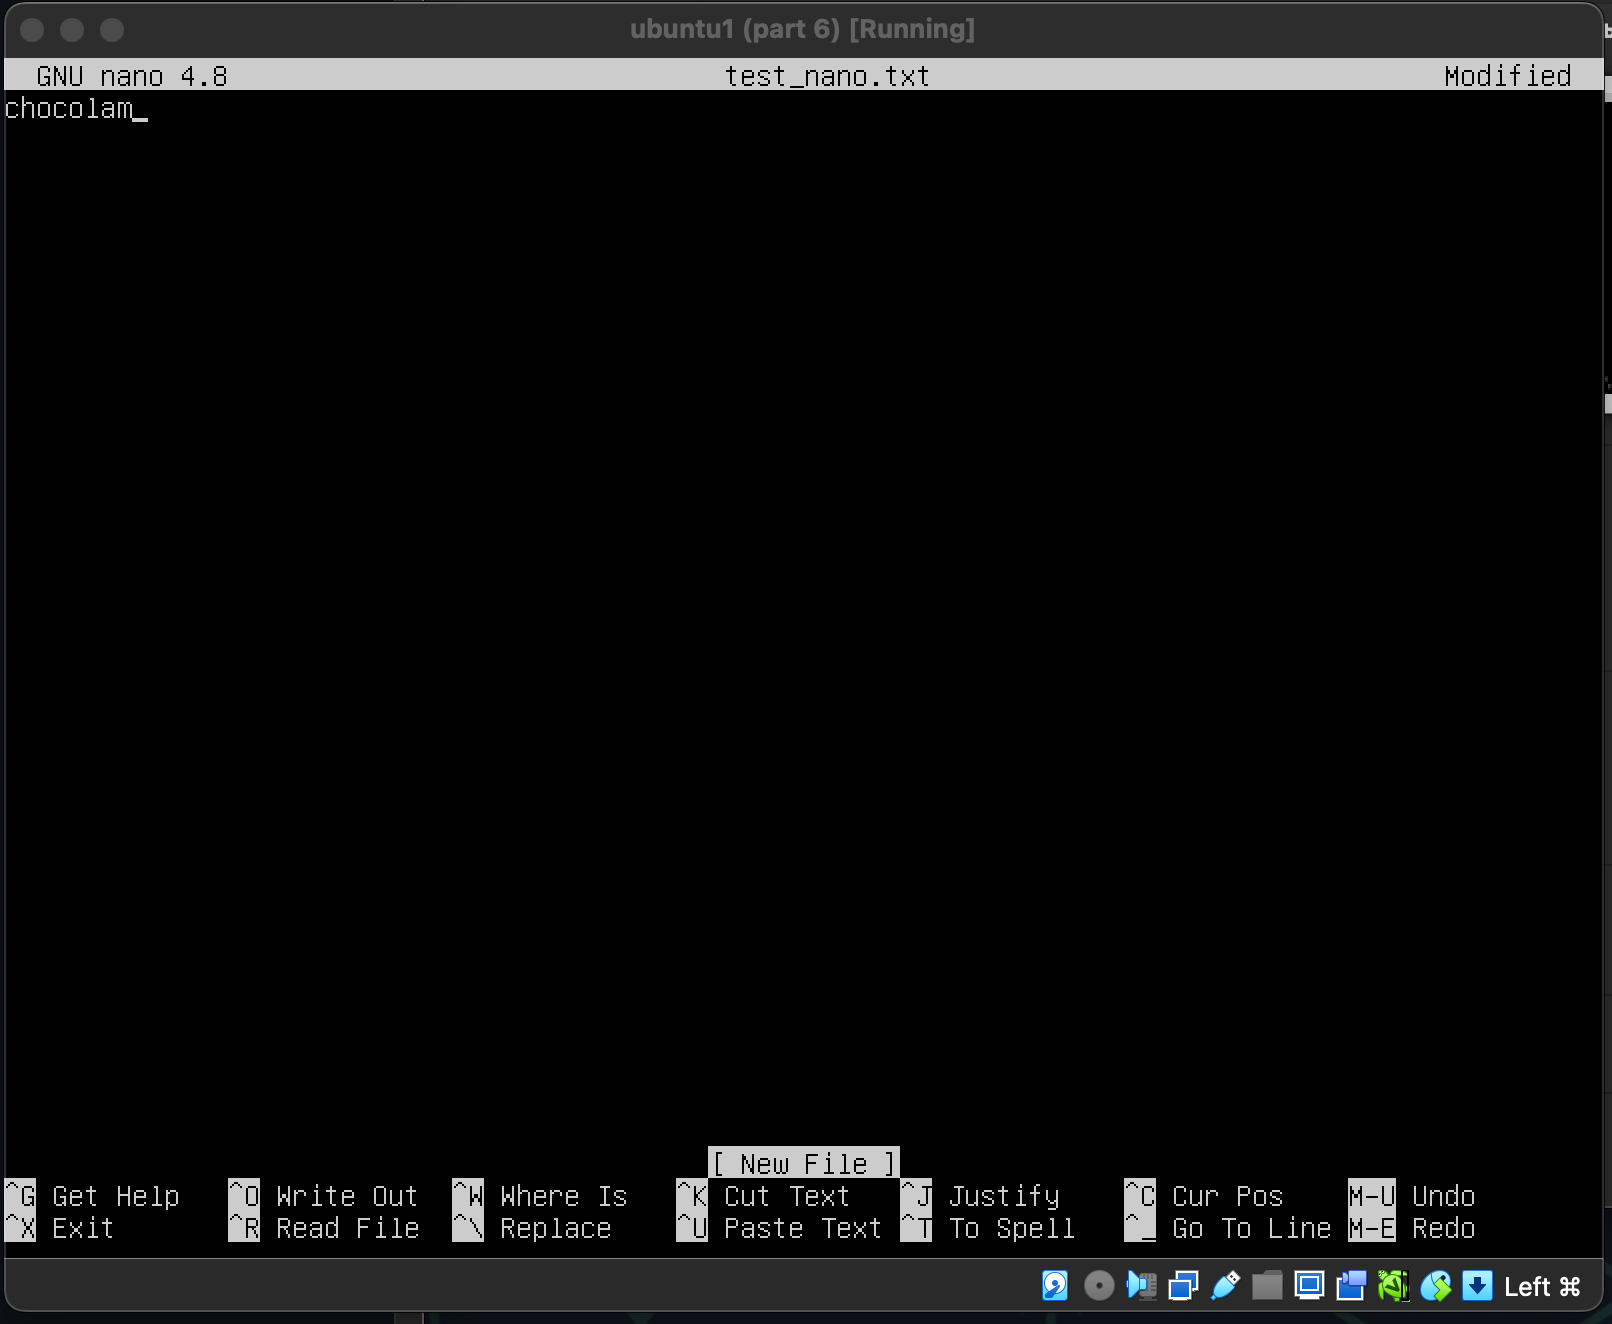 ubuntu1 (part 6) [Running]
GNU nano 4.8 test_nano.txt Modified
chocolam_
[ New File ]
^G Get Help ^O Write Out ^W Where Is ^K Cut Text ^J Justify ^C Cur Pos M-U Undo
^X Exit ^R Read File ^\ Replace ^U Paste Text ^T To Spell ^_ Go To Line M-E Redo
Left ⌘